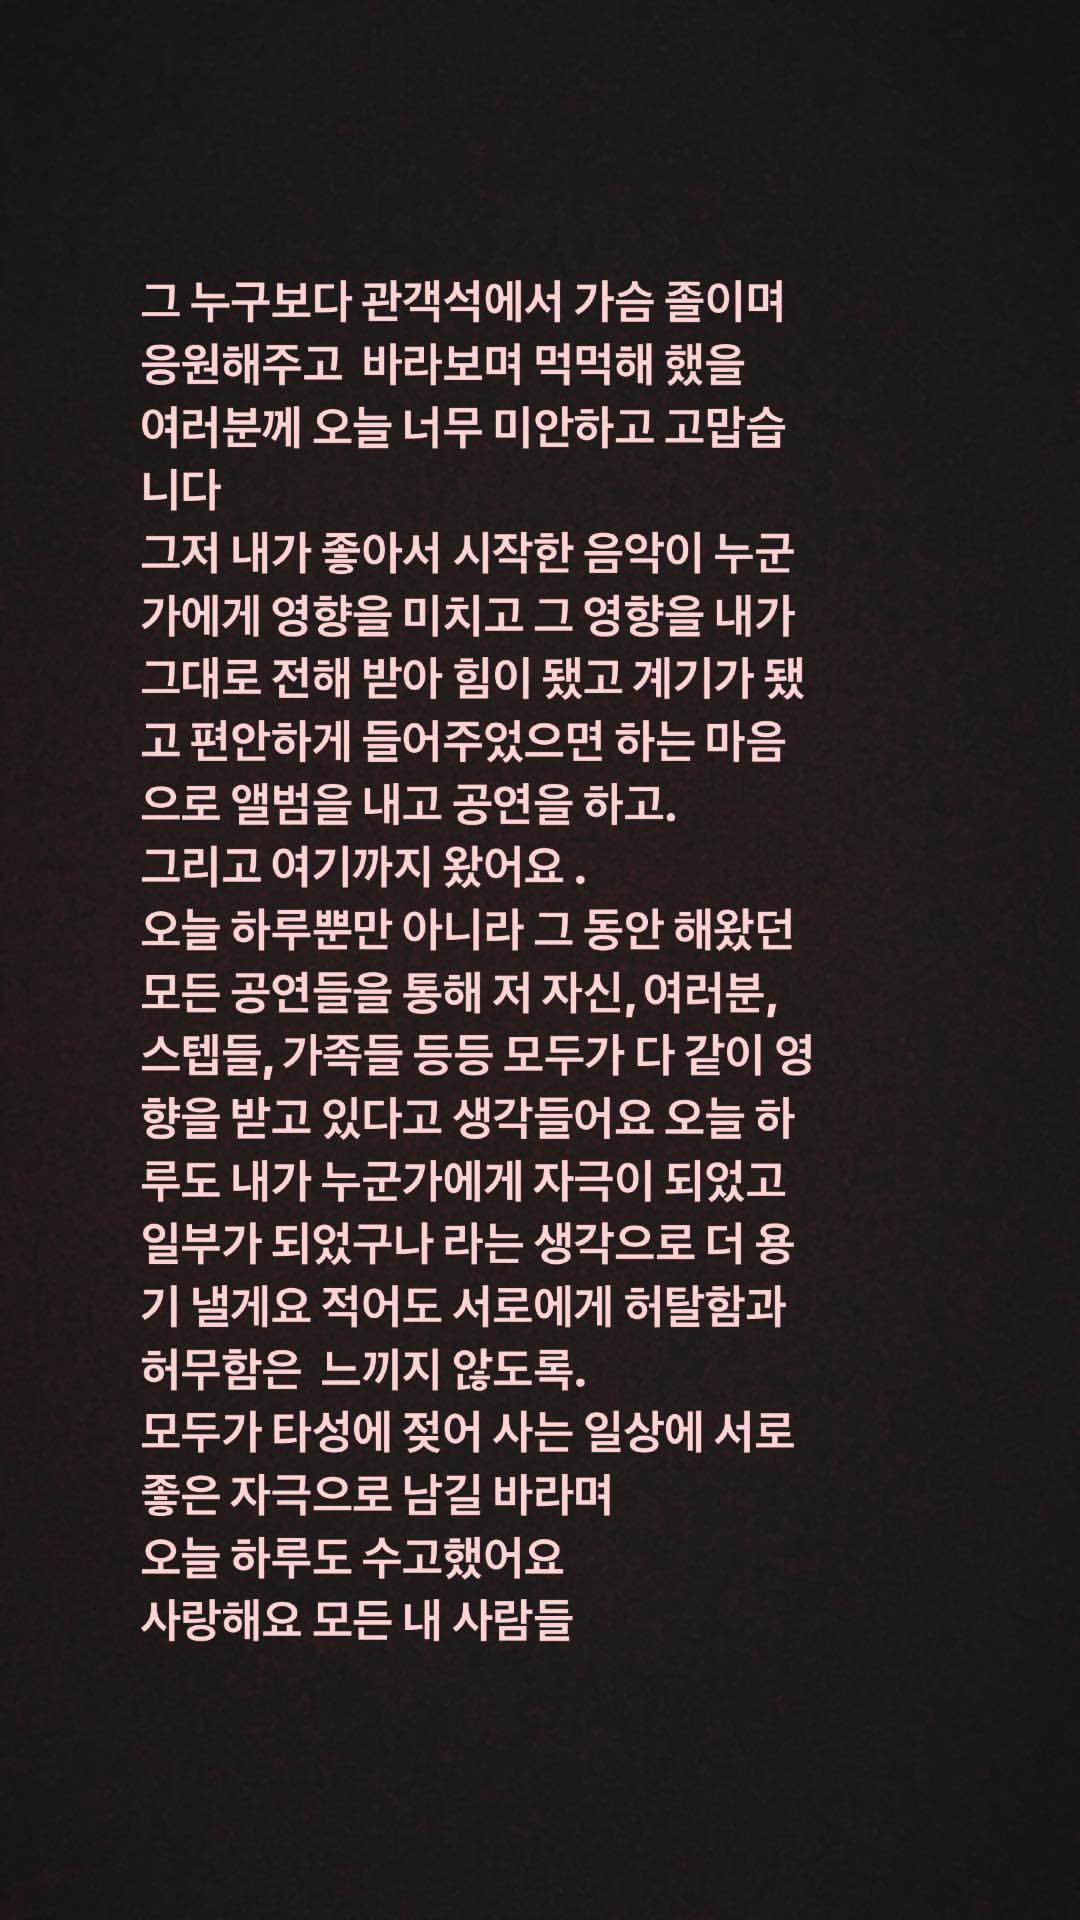 그 누구보다 관객석에서 가슴 졸이며
응원해주고  바라보며 먹먹해 했을
여러분께 오늘 너무 미안하고 고맙습
니다
그저 내가 좋아서 시작한 음악이 누군
가에게 영향을 미치고 그 영향을 내가
그대로 전해 받아 힘이 됐고 계기가 됐
고 편안하게 들어주었으면 하는 마음
으로 앨범을 내고 공연을 하고.
그리고 여기까지 왔어요 .
오늘 하루뿐만 아니라 그 동안 해왔던
모든 공연들을 통해 저 자신, 여러분,
스텝들, 가족들 등등 모두가 다 같이 영
향을 받고 있다고 생각들어요 오늘 하
루도 내가 누군가에게 자극이 되었고
일부가 되었구나 라는 생각으로 더 용
기 낼게요 적어도 서로에게 허탈함과
허무함은  느끼지 않도록.
모두가 타성에 젖어 사는 일상에 서로
좋은 자극으로 남길 바라며
오늘 하루도 수고했어요
사랑해요 모든 내 사람들